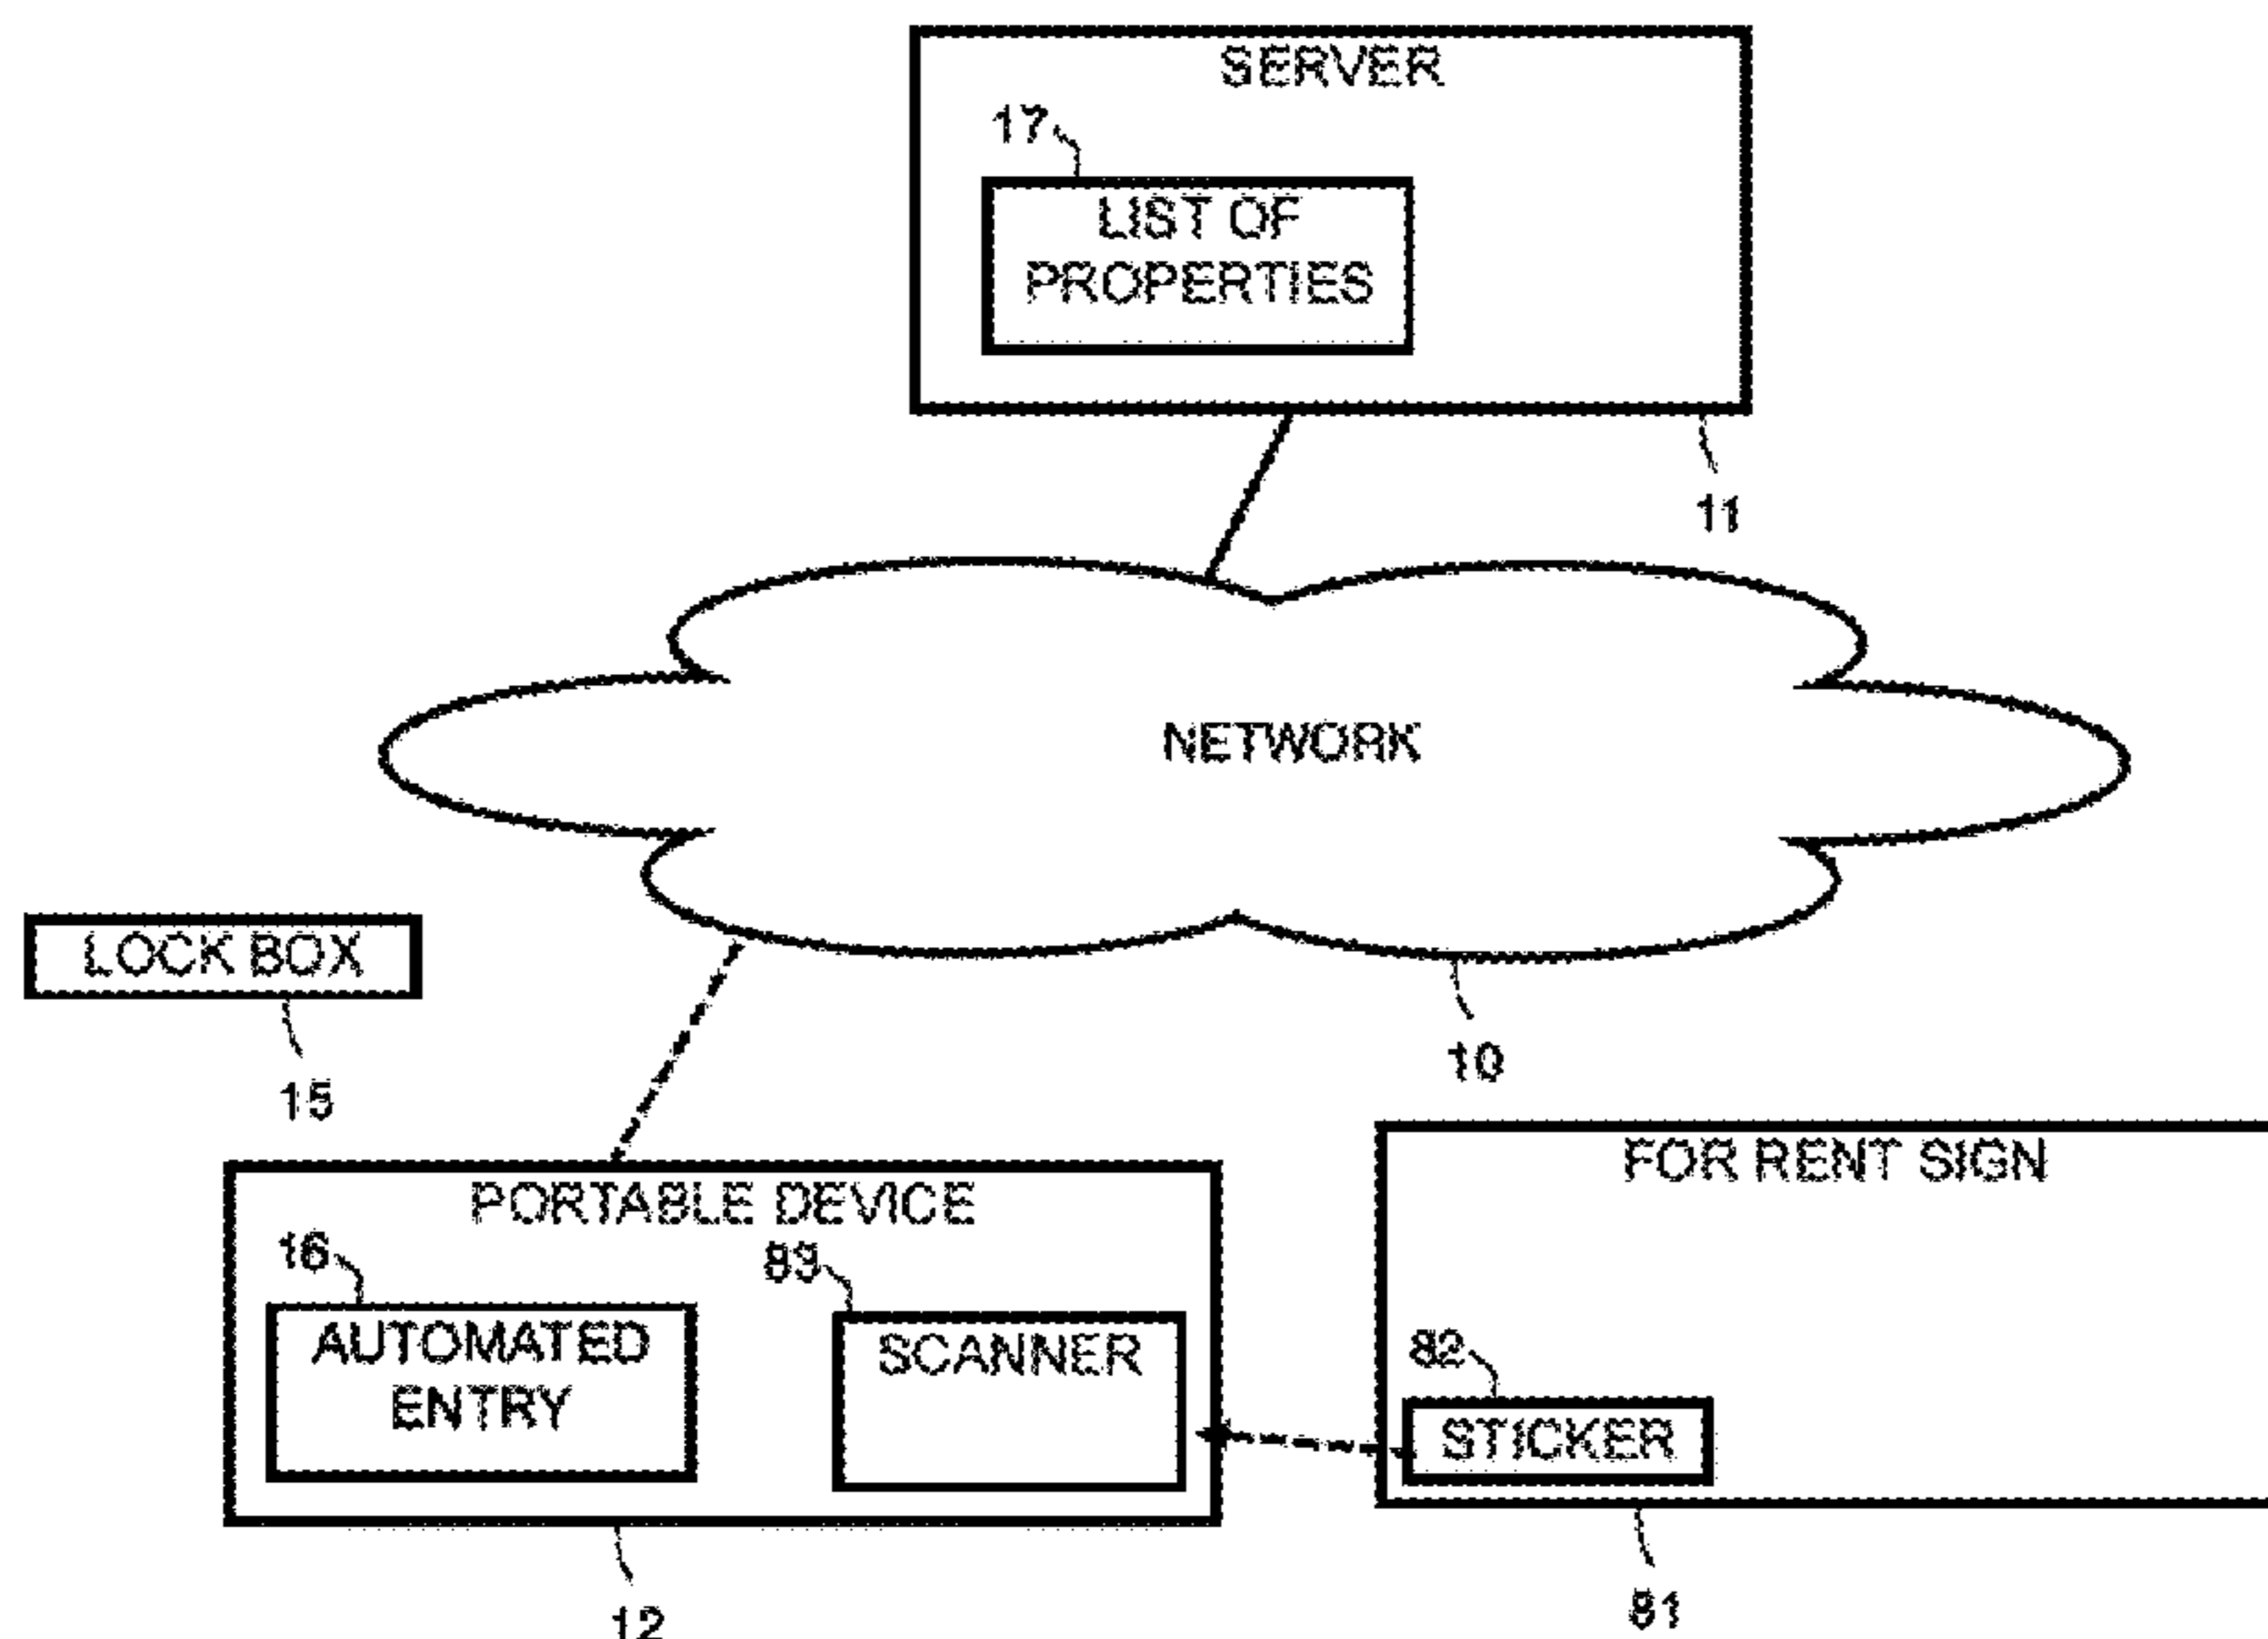 SERVER
17
LIST OF
PROPERTIES
11
NETWORK
LOCK BOX
15
10
FOR RENT SIGN
PORTABLE DEVICE
16
83
AUTOMATED
ENTRY
SCANNER
82
STICKER
12
81